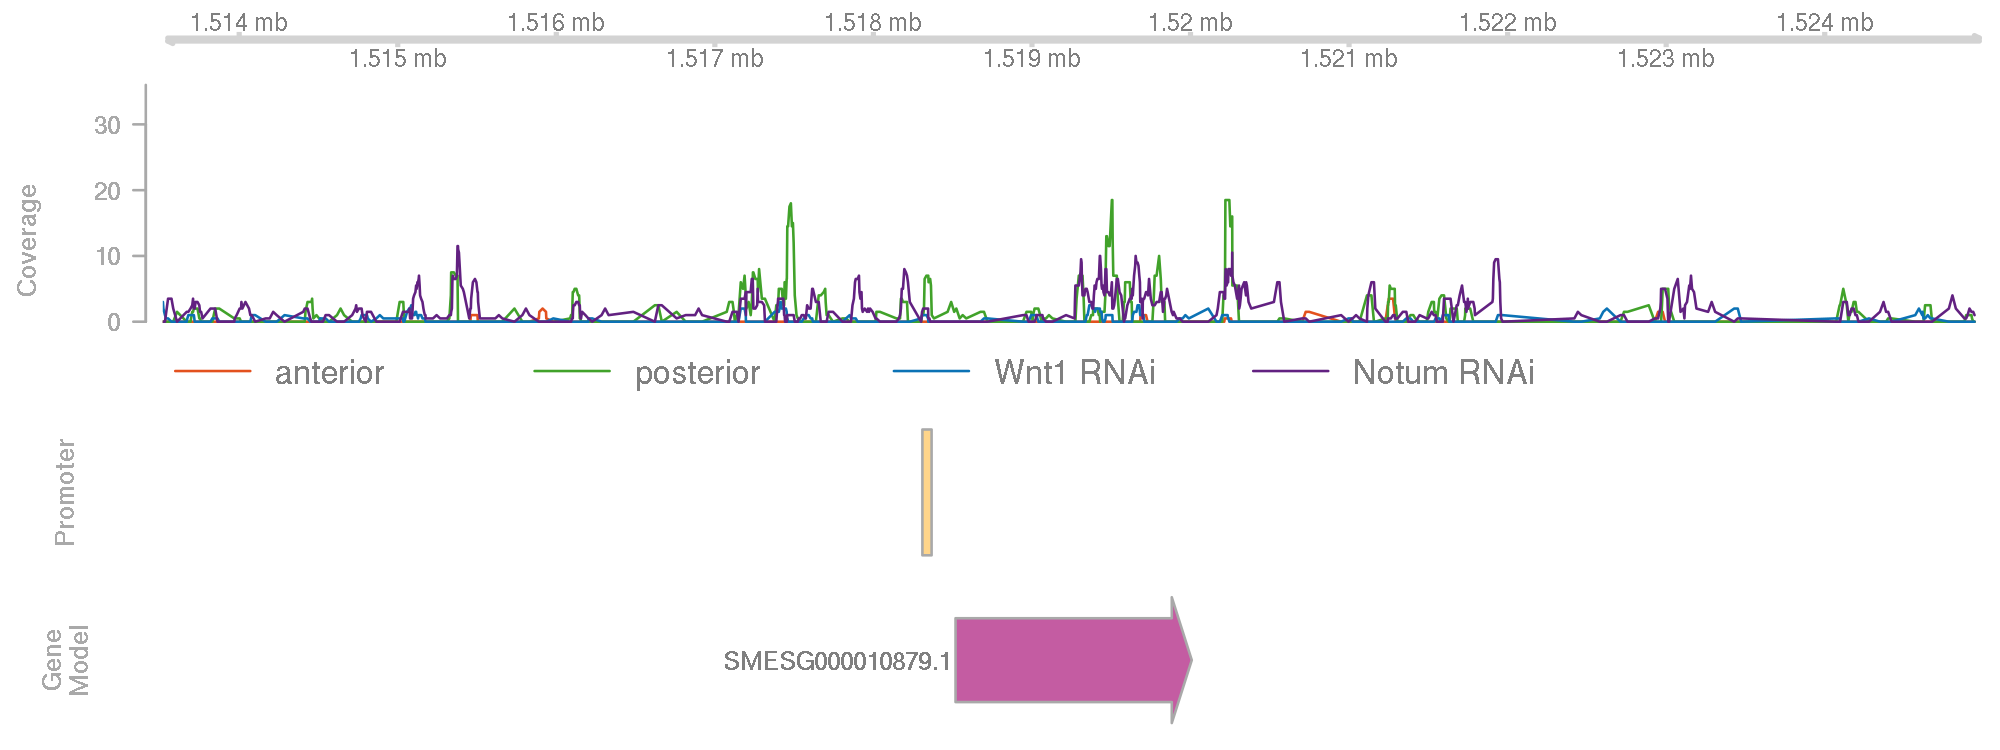 1.514 mb 1.516 mb 1.518 mb 1.52 mb 1.522 mb 1.524 mb
1.515 mb 1.517 mb 1.519 mb 1.521 mb 1.523 mb
Coverage
30
20
10
0
anterior posterior Wnt1 RNAi Notum RNAi
Promoter
Gene
Model
SMESG000010879.1